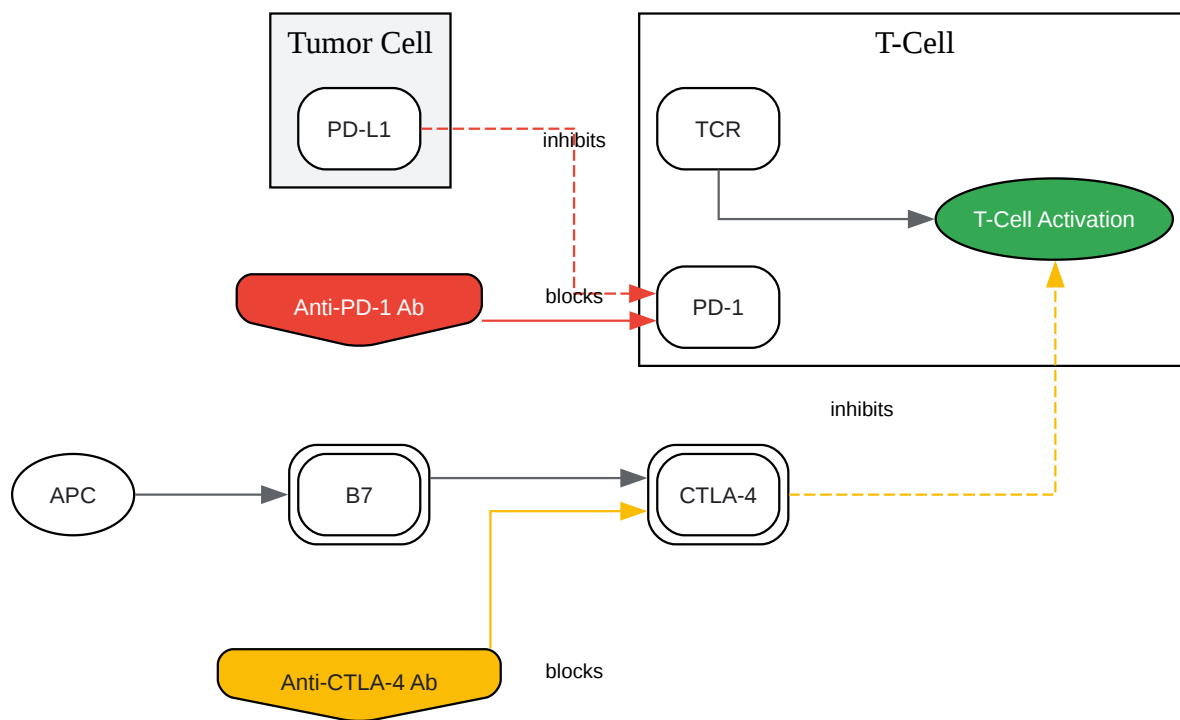 Tumor Cell
T-Cell
PD-L1
inhibits
TCR
T-Cell Activation
Anti-PD-1 Ab
blocks
PD-1
inhibits
APC
B7
CTLA-4
Anti-CTLA-4 Ab
blocks